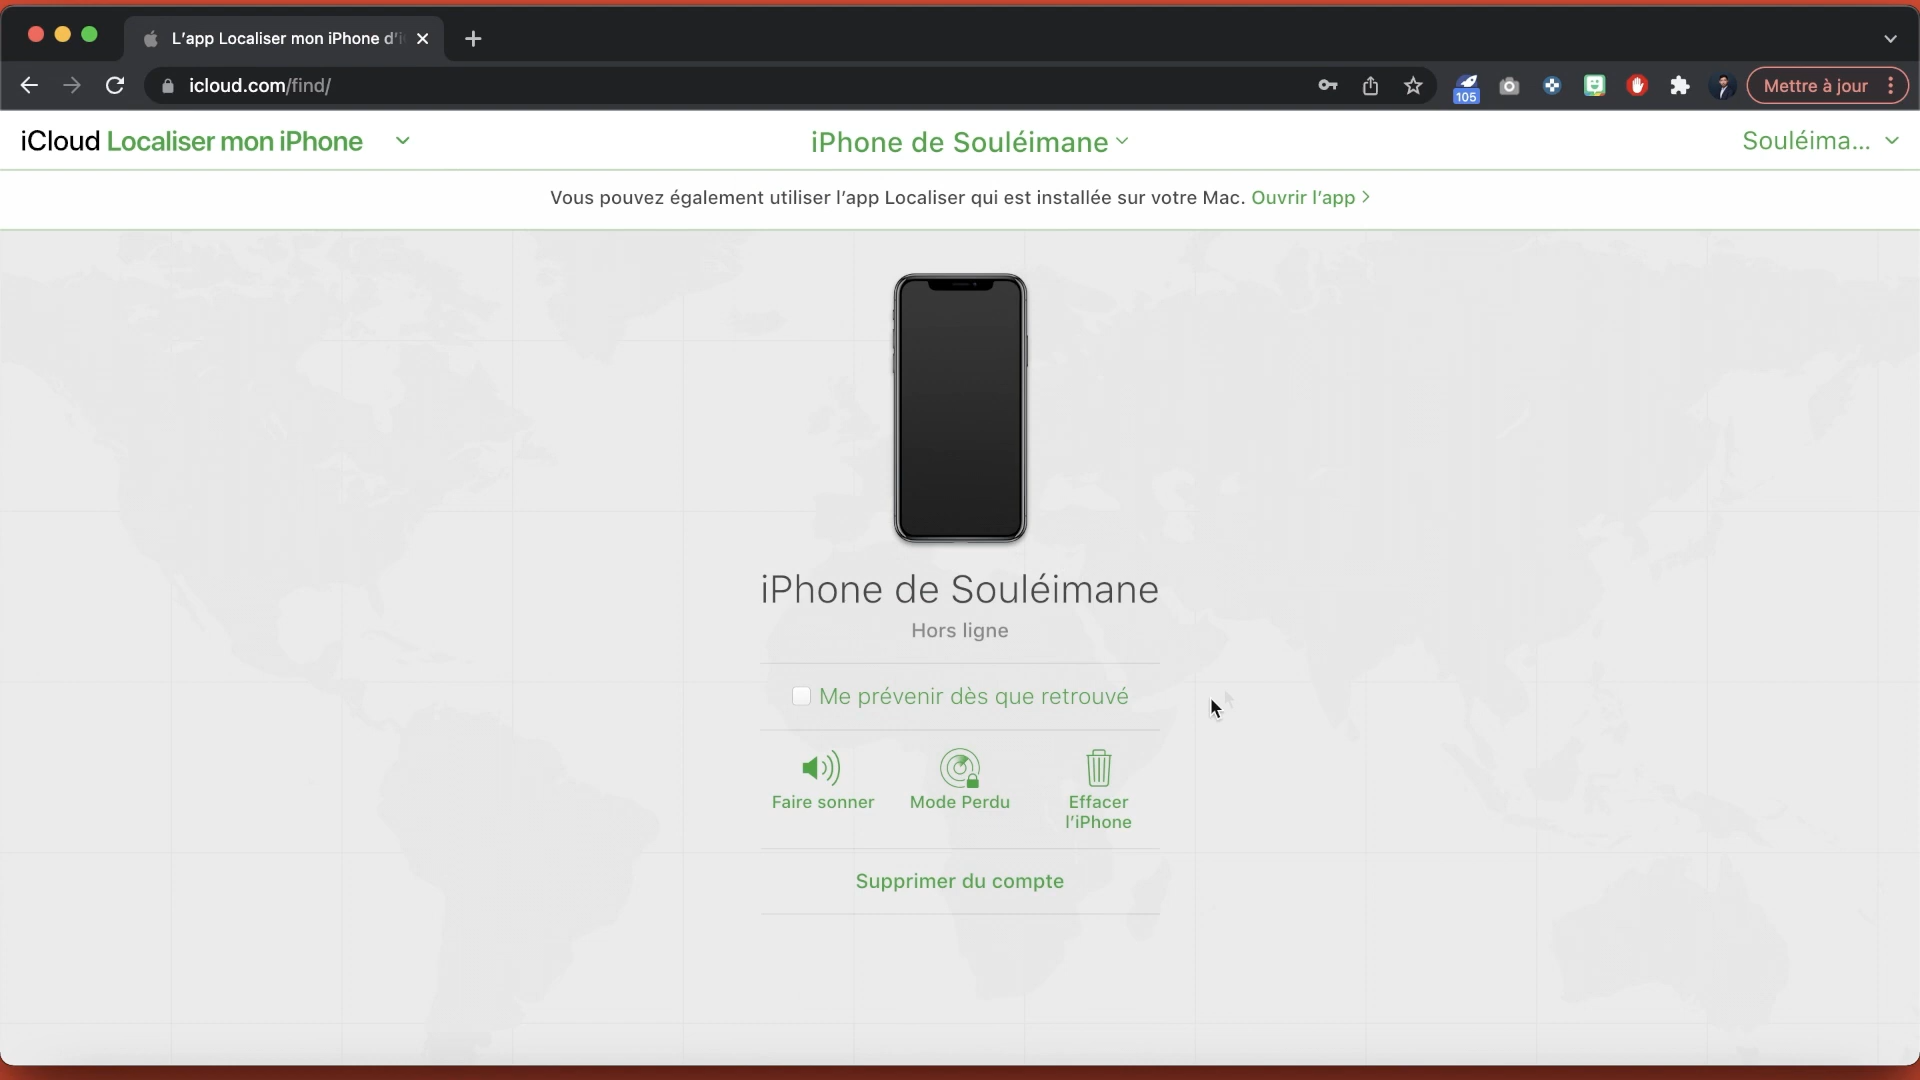 L'app Localiser mon iPhone d'i
icloud.com/find/
105
Mettre à jour
iCloud Localiser mon iPhone
iPhone de Souléimane
Souléima...
Vous pouvez également utiliser l'app Localiser qui est installée sur votre Mac. Ouvrir l'app >
iPhone de Souléimane
Hors ligne
Me prévenir dès que retrouvé
Faire sonner
Mode Perdu
Effacer
l'iPhone
Supprimer du compte